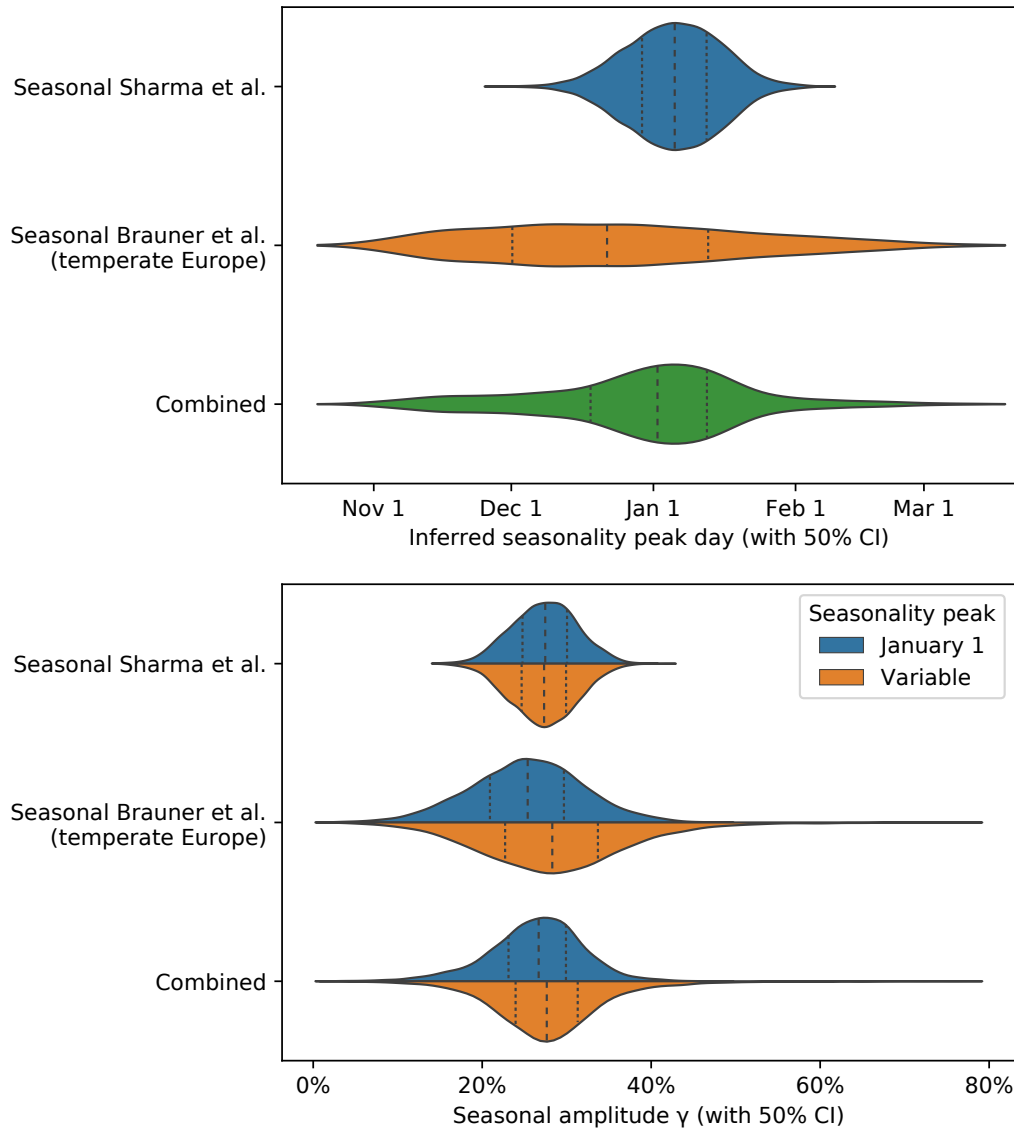 Seasonal Sharma et al.
Seasonal Brauner et al.
(temperate Europe)
Combined
Nov 1 Dec 1 Jan 1 Feb 1 Mar 1
Inferred seasonality peak day (with 50% CI)
Seasonality peak
January 1
Variable
Seasonal Sharma et al.
Seasonal Brauner et al.
(temperate Europe)
Combined
0% 20% 40% 60% 80%
Seasonal amplitude γ (with 50% CI)